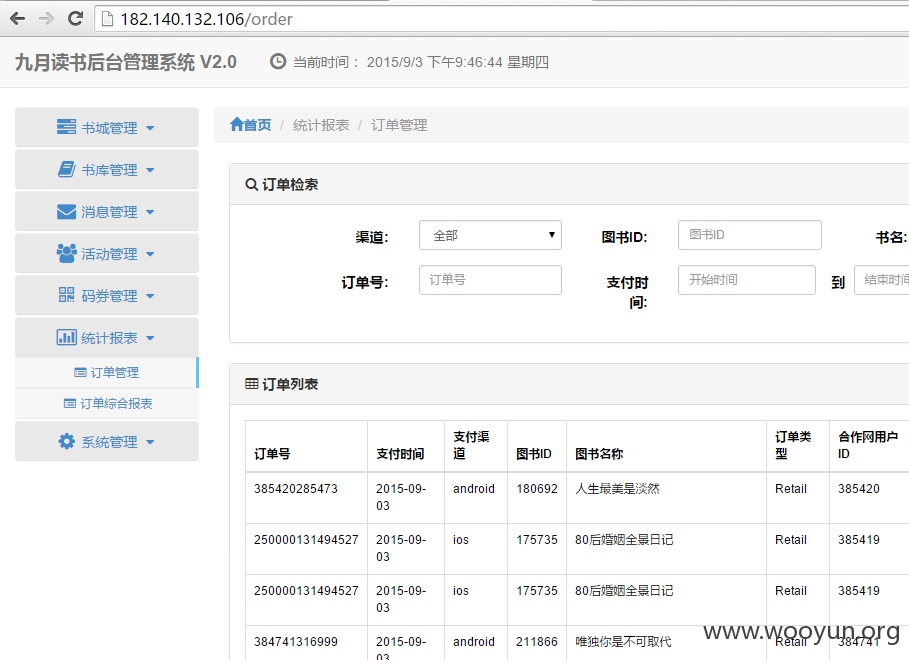 182.140.132.106/order
九月读书后台管理系统 V2.0 当前时间： 2015/9/3 下午9:46:44 星期四
书城管理
书库管理
消息管理
活动管理
码券管理
统计报表
订单管理
订单综合报表
系统管理
首页 / 统计报表 / 订单管理
订单检索
渠道: 全部 图书ID: 图书ID 书名:
订单号: 订单号 支付时间: 开始时间 到 结束时间
订单列表
订单号 支付时间 支付渠道 图书ID 图书名称 订单类型 合作网用户ID
385420285473 2015-09-03 android 180692 人生最美是淡然 Retail 385420
250000131494527 2015-09-03 ios 175735 80后婚姻全景日记 Retail 385419
250000131494527 2015-09-03 ios 175735 80后婚姻全景日记 Retail 385419
384741316999 2015-09-03 android 211866 唯独你是不可取代 Retail 384741
www.wooyun.org